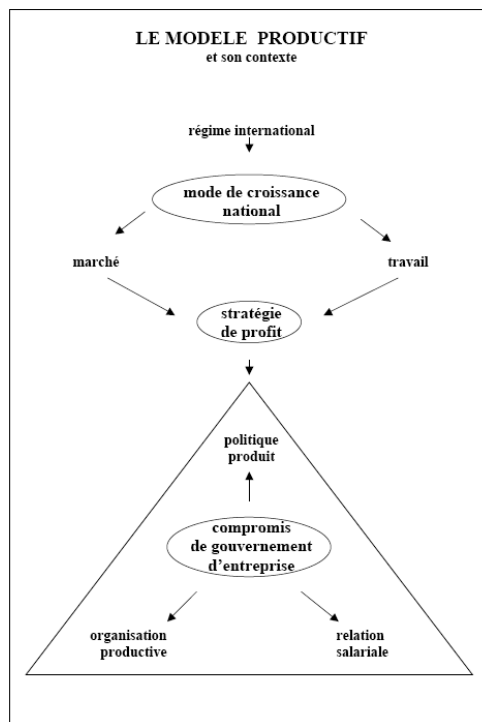 LE MODELE PRODUCTIF
et son contexte
régime international
mode de croissance
national
marché
travail
stratégie
de profit
politique
produit
compromis
de gouvernement
d'entreprise
organisation
productive
relation
salariale